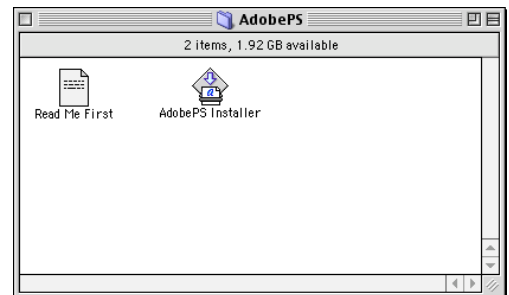 AdobePS
2 items, 1.92 GB available
Read Me First
AdobePS Installer